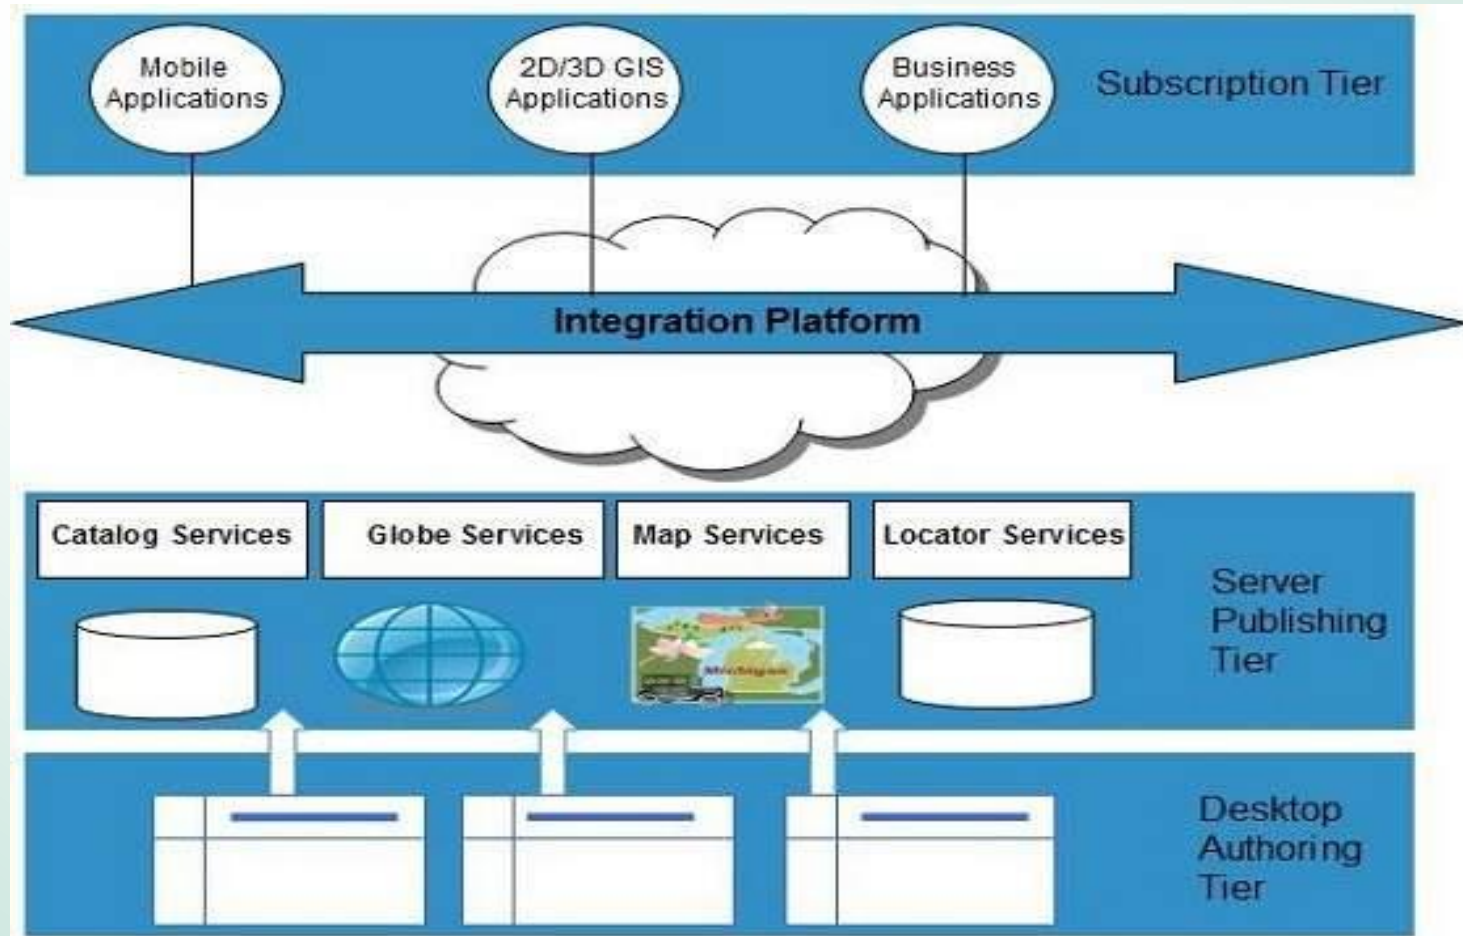 Mobile
Applications
2D/3D GIS
Applications
Business
Applications
Subscription Tier
Integration Platform
Catalog Services
Globe Services
Map Services
Locator Services
Michigan
Server
Publishing
Tier
Desktop
Authoring
Tier